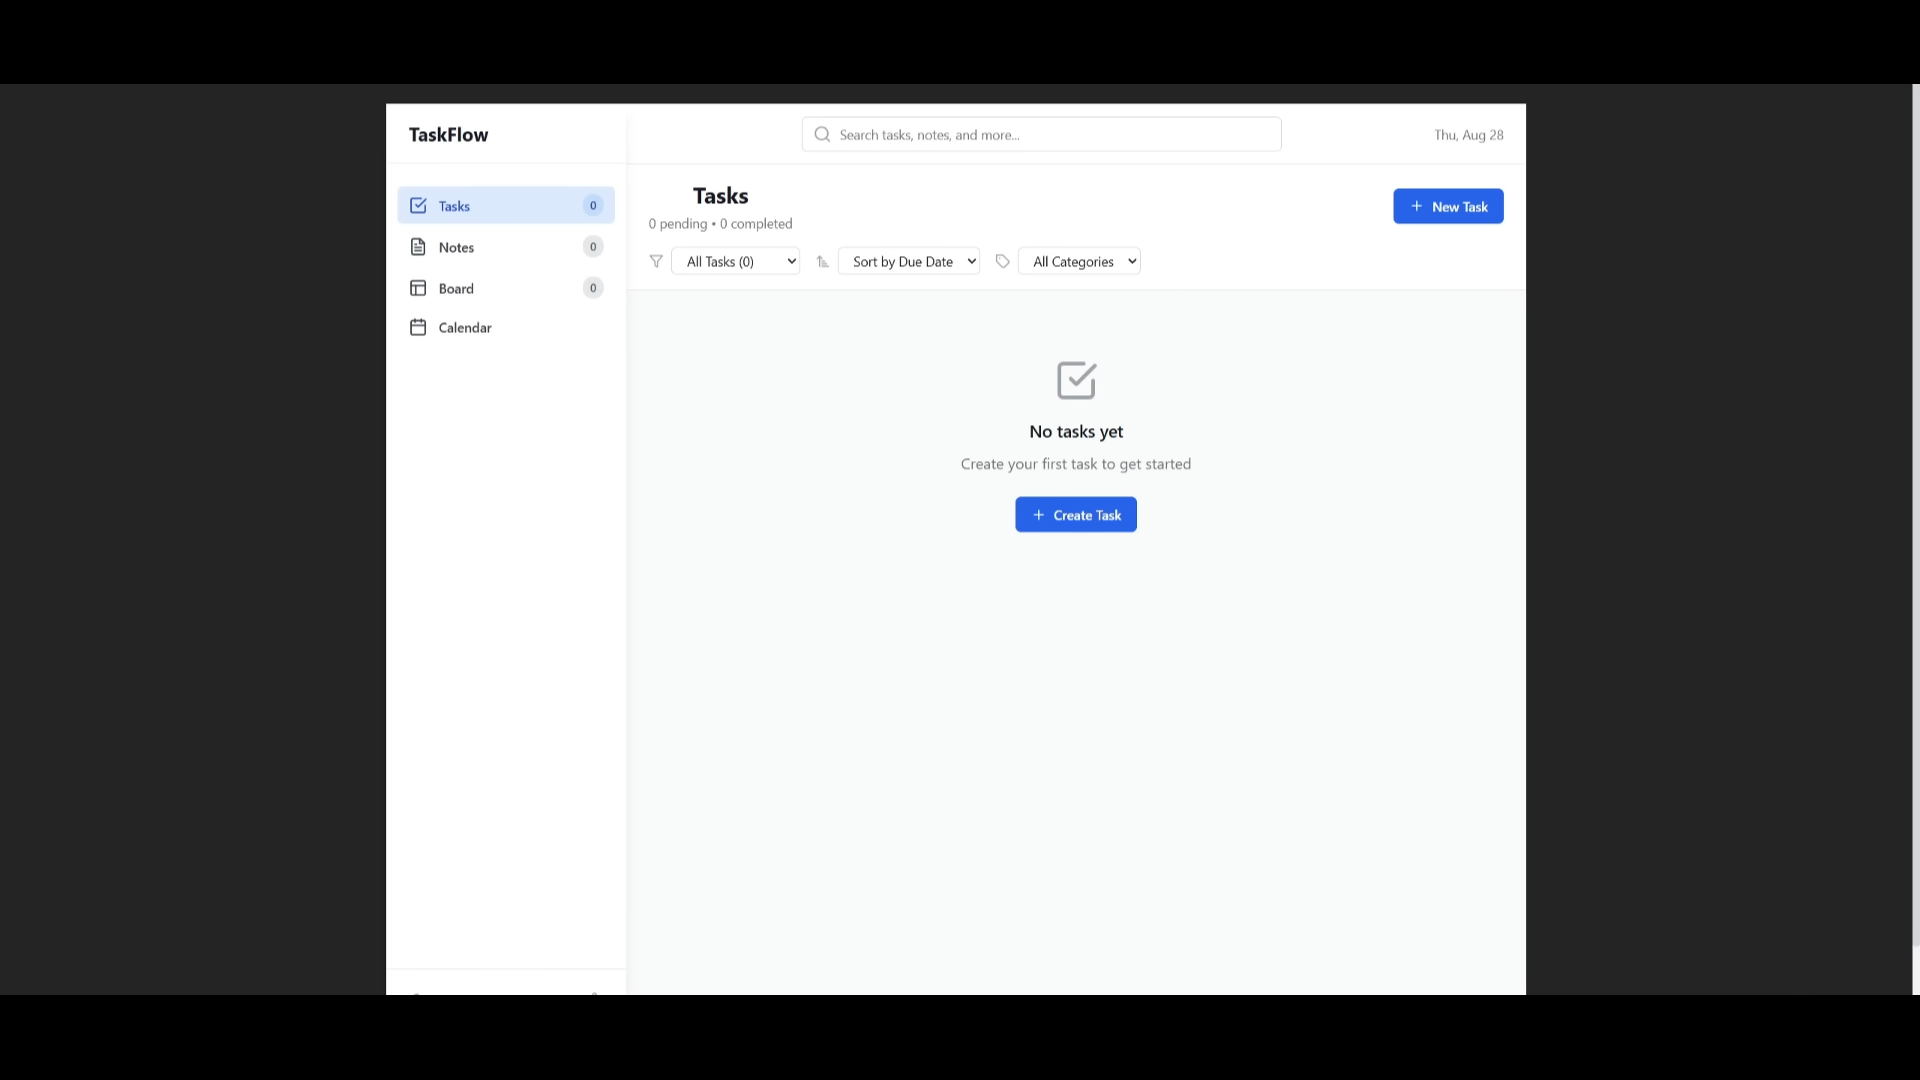 TaskFlow
Search tasks, notes, and more...
Thu, Aug 28
Tasks 0
Notes 0
Board 0
Calendar
Tasks
0 pending • 0 completed
New Task
All Tasks (0)
Sort by Due Date
All Categories
No tasks yet
Create your first task to get started
Create Task